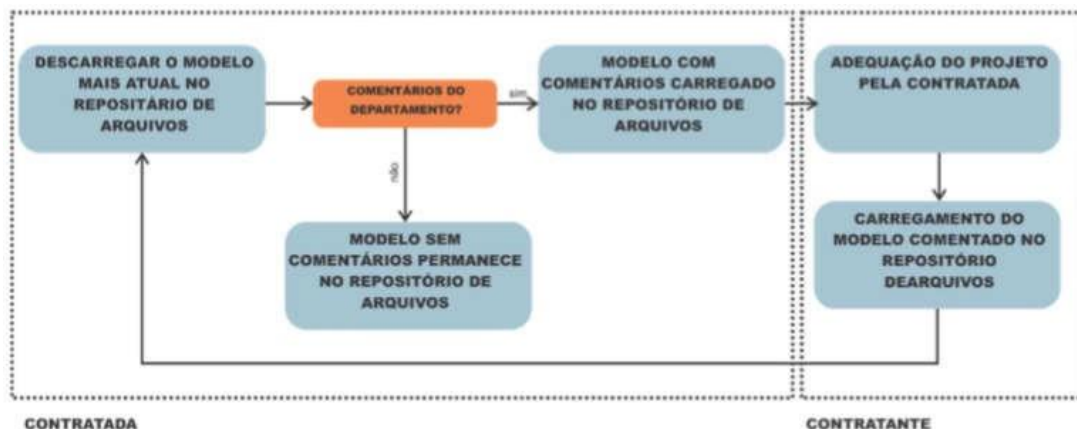 DESCARREGAR O MODELO
MAIS ATUAL NO
REPOSITÁRIO DE
ARQUIVOS
COMENTÁRIOS DO
DEPARTAMENTO?
sim
MODELO COM
COMENTÁRIOS CARREGADO
NO REPOSITÓRIO DE
ARQUIVOS
ADEQUAÇÃO DO PROJETO
PELA CONTRATADA
não
MODELO SEM
COMENTÁRIOS PERMANECE
NO REPOSITÓRIO DE
ARQUIVOS
CARREGAMENTO DO
MODELO COMENTADO NO
REPOSITÓRIO
DEARQUIVOS
CONTRATADA
CONTRATANTE